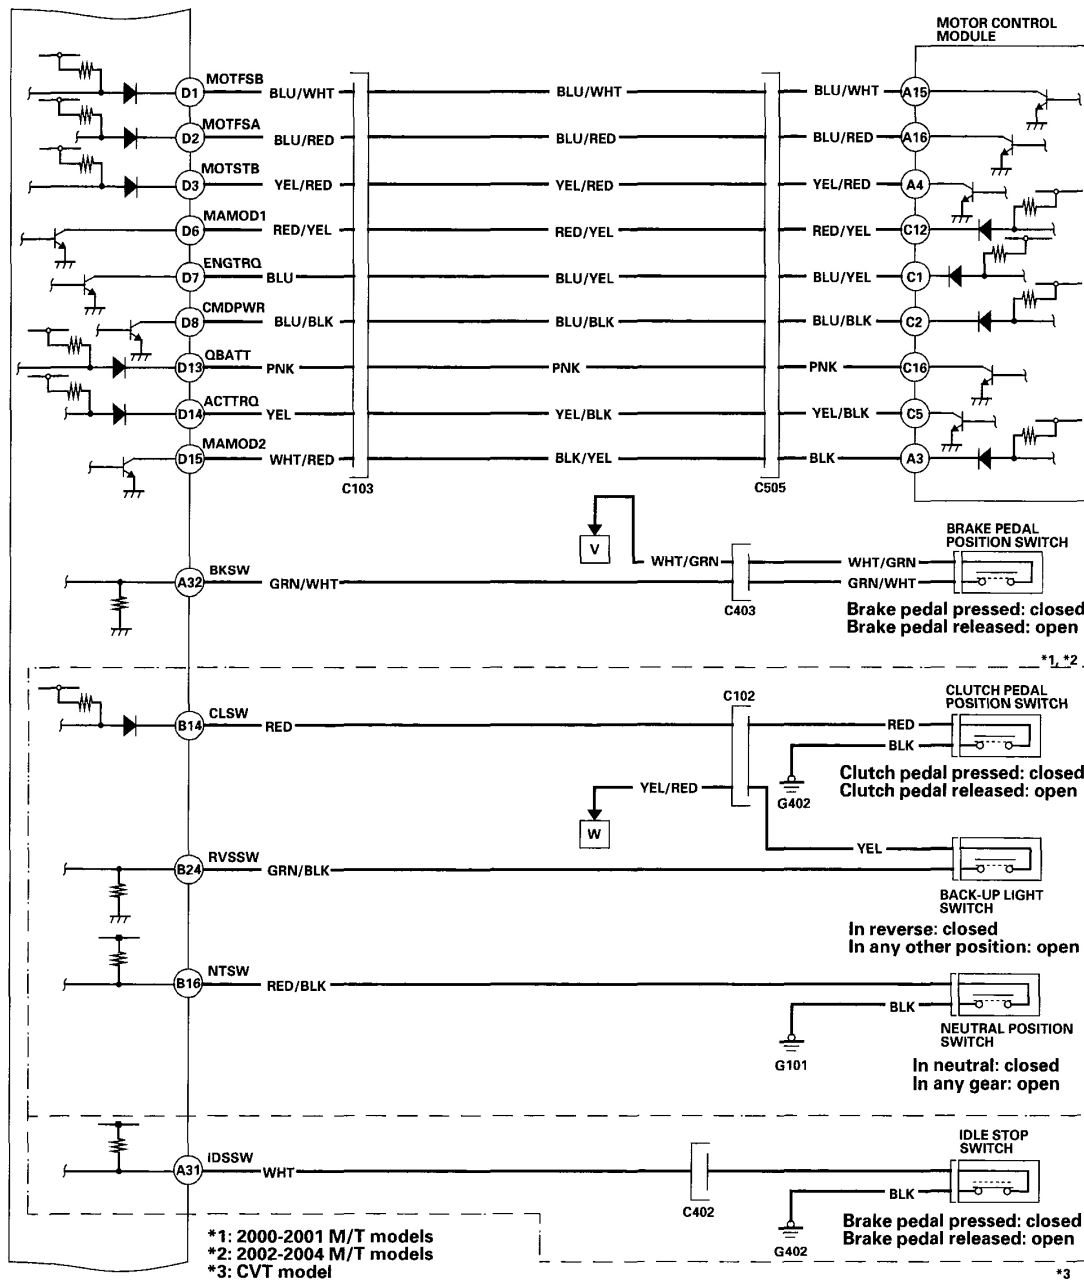 MOTOR CONTROL
MODULE
D1 MOTFSB BLU/WHT BLU/WHT BLU/WHT A15
D2 MOTFSA BLU/RED BLU/RED BLU/RED A16
D3 MOTSTB YEL/RED YEL/RED YEL/RED A4
D6 MAMOD1 RED/YEL RED/YEL RED/YEL C12
D7 ENGTRQ BLU BLU/YEL BLU/YEL C1
D8 CMDPWR BLU/BLK BLU/BLK BLU/BLK C2
D13 QBATT PNK PNK PNK C16
D14 ACTTRQ YEL YEL/BLK YEL/BLK C5
D15 MAMOD2 WHT/RED BLK/YEL BLK A3
C103 C505
BRAKE PEDAL
POSITION SWITCH
V WHT/GRN WHT/GRN
A32 BKSW GRN/WHT GRN/WHT
C403
Brake pedal pressed: closed
Brake pedal released: open
*1, *2
CLUTCH PEDAL
POSITION SWITCH
C102
B14 CLSW RED RED
BLK
G402
Clutch pedal pressed: closed
Clutch pedal released: open
YEL/RED
W
YEL
B24 RVSSW GRN/BLK
BACK-UP LIGHT
SWITCH
In reverse: closed
In any other position: open
B16 NTSW RED/BLK
BLK
G101
NEUTRAL POSITION
SWITCH
In neutral: closed
In any gear: open
IDLE STOP
SWITCH
A31 IDSSW WHT
C402
BLK
G402
Brake pedal pressed: closed
Brake pedal released: open
*1: 2000-2001 M/T models
*2: 2002-2004 M/T models
*3: CVT model
*3